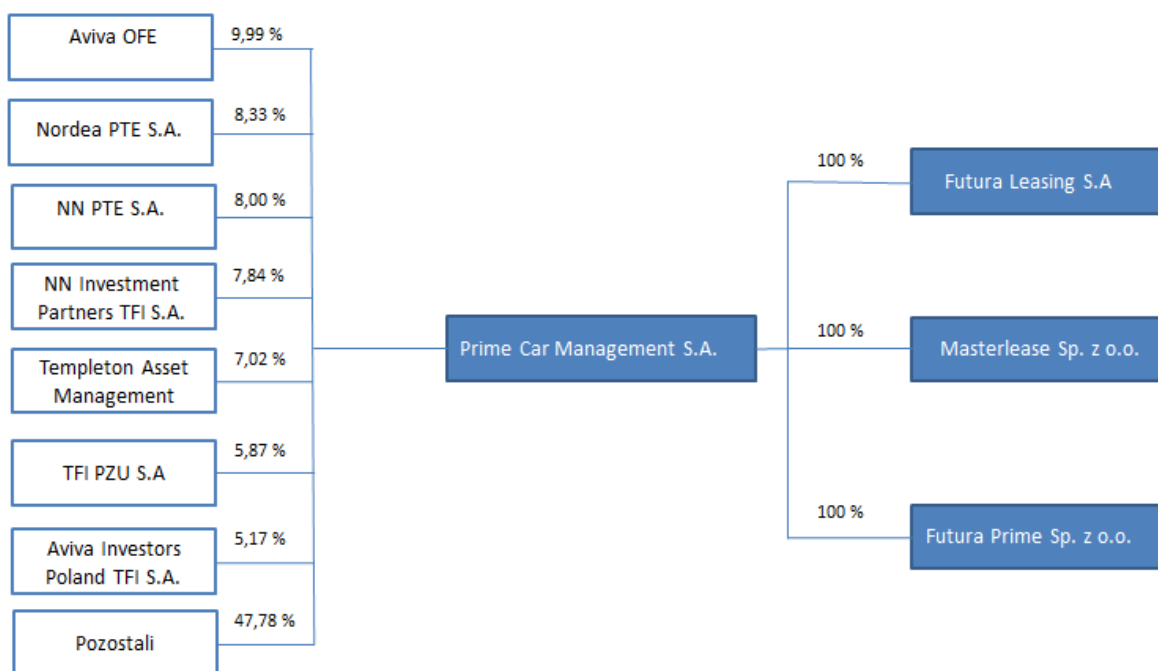 Aviva OFE
9,99 %
Nordea PTE S.A.
8,33 %
NN PTE S.A.
8,00 %
NN Investment
Partners TFI S.A.
7,84 %
Templeton Asset
Management
7,02 %
TFI PZU S.A
5,87 %
Aviva Investors
Poland TFI S.A.
5,17 %
Pozostali
47,78 %
Prime Car Management S.A.
100 %
Futura Leasing S.A
100 %
Masterlease Sp. z o.o.
100 %
Futura Prime Sp. z o.o.